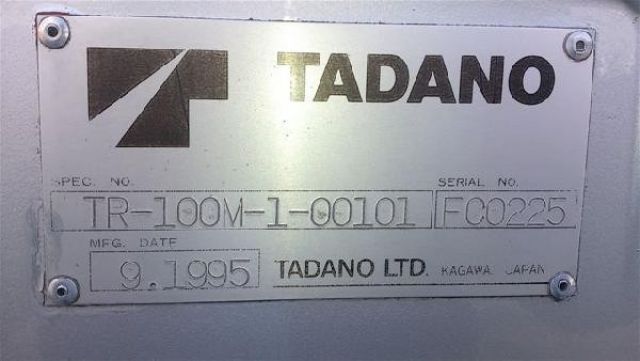 TADANO
SPEC. NO. SERIAL NO.
TR-100M-1-00101 FC0225
MFG. DATE
9.1995 TADANO LTD. KAGAWA JAPAN